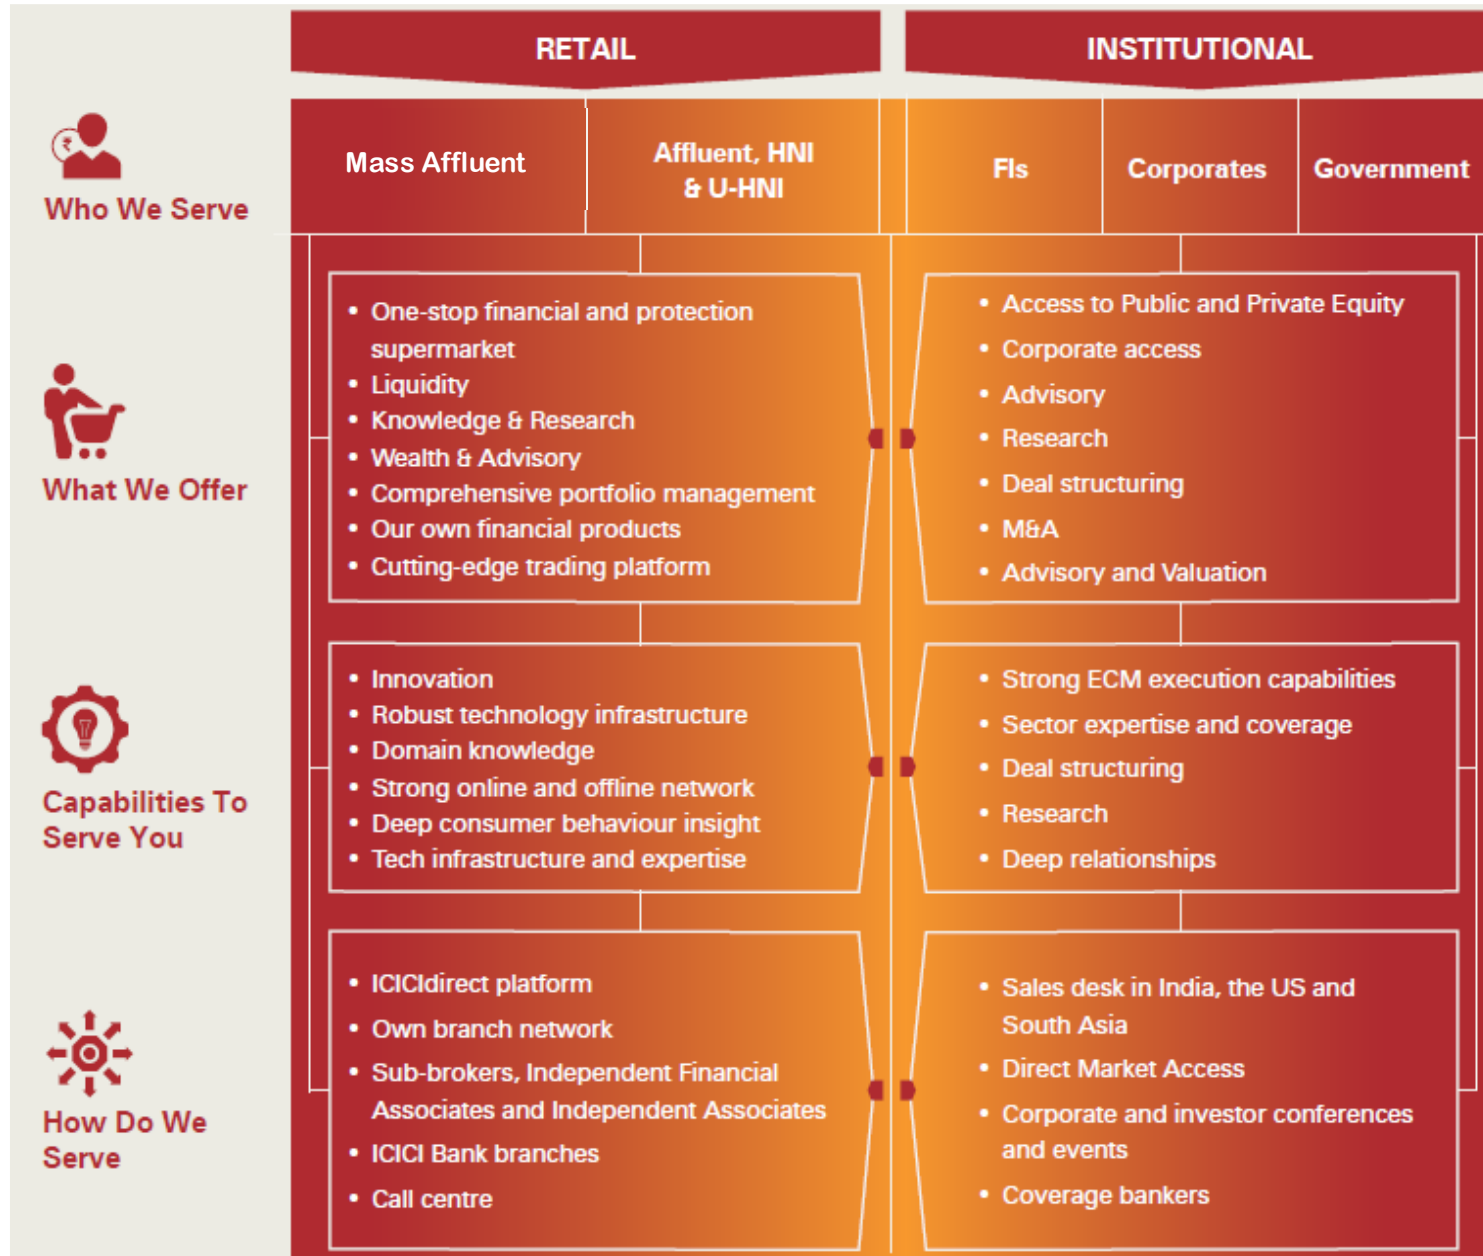 RETAIL
INSTITUTIONAL
Who We Serve
Mass Affluent
Affluent, HNI
& U-HNI
FIs
Corporates
Government
What We Offer
• One-stop financial and protection
supermarket
• Liquidity
• Knowledge & Research
• Wealth & Advisory
• Comprehensive portfolio management
• Our own financial products
• Cutting-edge trading platform
• Access to Public and Private Equity
• Corporate access
• Advisory
• Research
• Deal structuring
• M&A
• Advisory and Valuation
Capabilities To
Serve You
• Innovation
• Robust technology infrastructure
• Domain knowledge
• Strong online and offline network
• Deep consumer behaviour insight
• Tech infrastructure and expertise
• Strong ECM execution capabilities
• Sector expertise and coverage
• Deal structuring
• Research
• Deep relationships
How Do We
Serve
• ICICIdirect platform
• Own branch network
• Sub-brokers, Independent Financial
Associates and Independent Associates
• ICICI Bank branches
• Call centre
• Sales desk in India, the US and
South Asia
• Direct Market Access
• Corporate and investor conferences
and events
• Coverage bankers